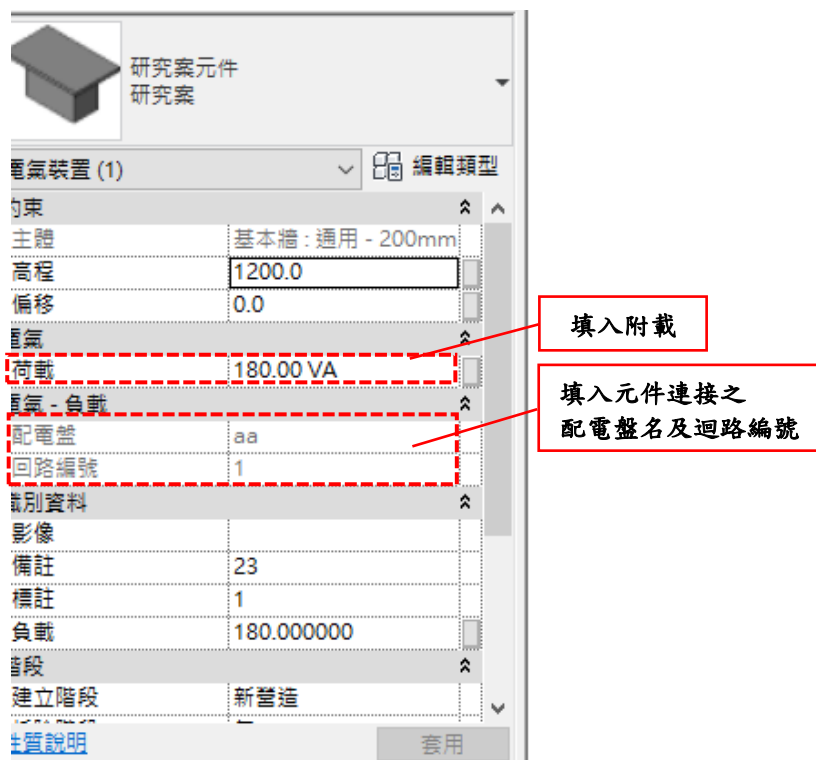 研究案元件
研究案
電氣裝置 (1)
編輯類型
約束
主體 基本牆 : 通用 - 200mm
高程 1200.0
偏移 0.0
電氣
荷載 180.00 VA
電氣 - 負載
配電盤 aa
回路編號 1
識別資料
影像
備註 23
標註 1
負載 180.000000
階段
建立階段 新營造
性質說明
套用
填入附載
填入元件連接之
配電盤名及迴路編號